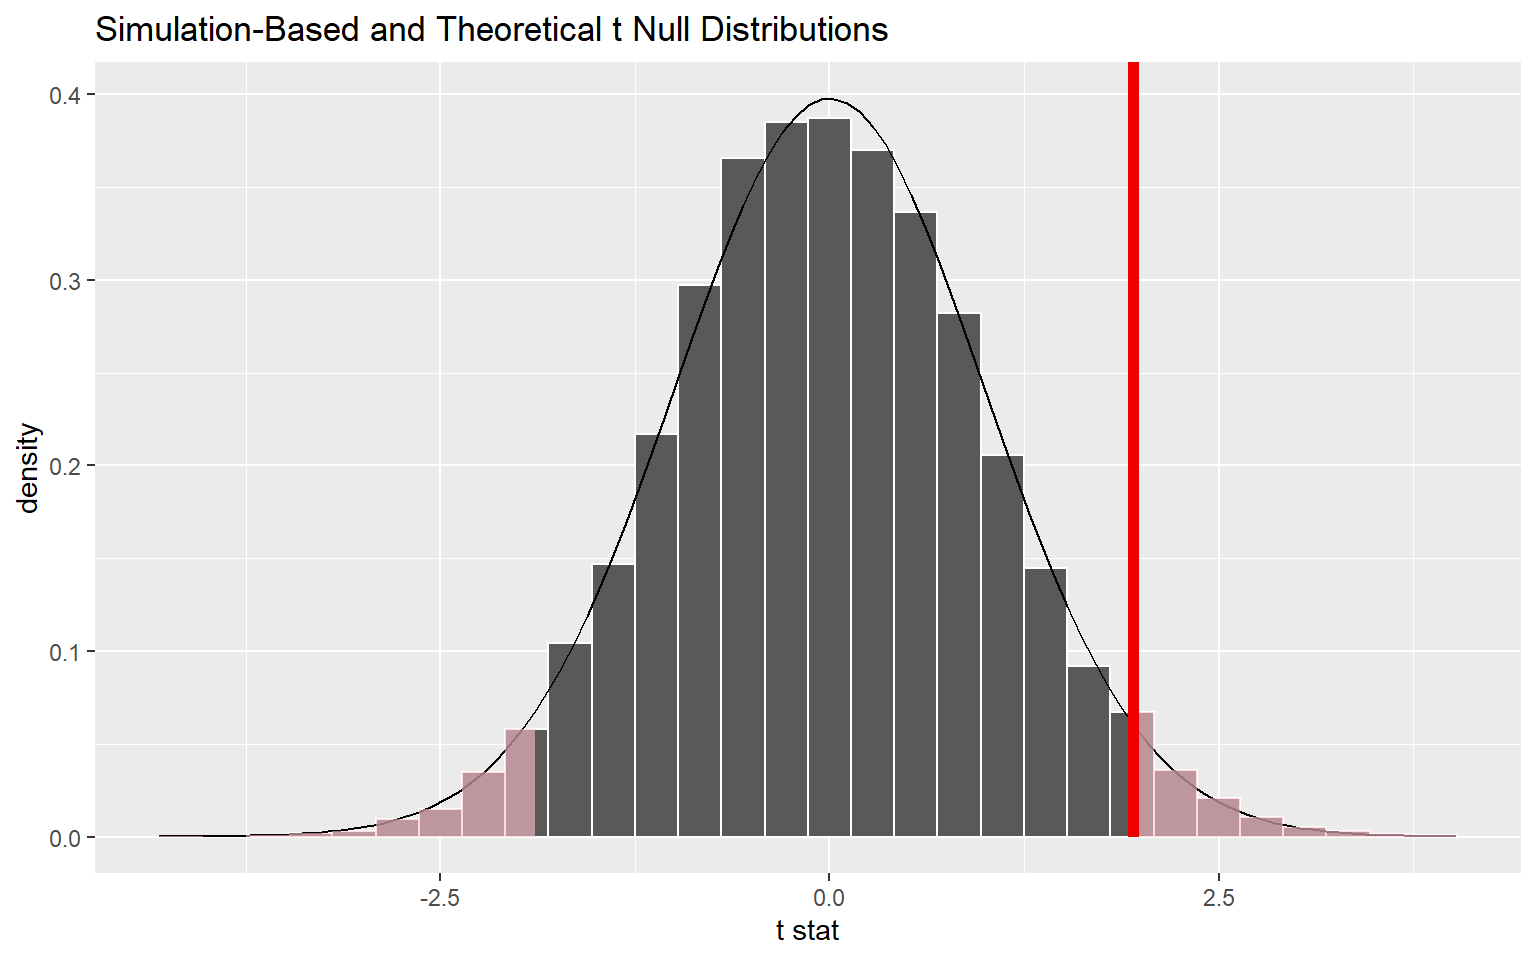 Simulation-Based and Theoretical t Null Distributions
0.4
0.3
0.2
0.1
0.0
density
-2.5
0.0
2.5
t stat